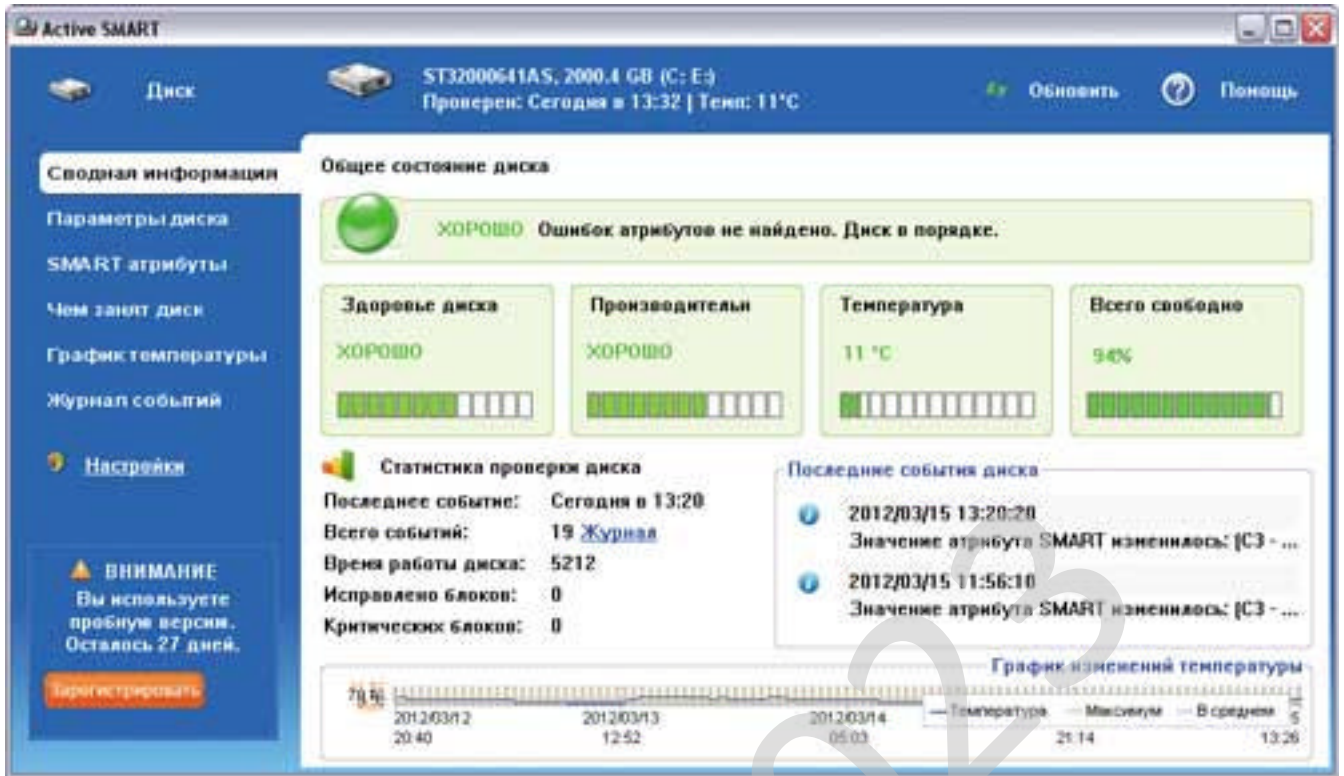 Active SMART
Диск
ST32000641AS, 2000.4 GB (C: E:)
Проверен: Сегодня в 13:32 | Темп: 11°C
Обновить
Помощь
Сводная информация
Параметры диска
SMART атрибуты
Чем занят диск
График температуры
Журнал событий
Настройки
ВНИМАНИЕ
Вы используете
пробную версию.
Осталось 27 дней.
Зарегистрировать
Общее состояние диска
ХОРОШО Ошибок атрибутов не найдено. Диск в порядке.
Здоровье диска
ХОРОШО
Производительн
ХОРОШО
Температура
11 °C
Всего свободно
94%
Статистика проверки диска
Последнее событие: Сегодня в 13:20
Всего событий: 19 Журнал
Время работы диска: 5212
Исправлено блоков: 0
Критических блоков: 0
Последние события диска
2012/03/15 13:20:20
Значение атрибута SMART изменилось: [C3 - ...
2012/03/15 11:56:10
Значение атрибута SMART изменилось: [C3 - ...
График изменений температуры
Температура Максимум В среднем
2012/03/12 2012/03/13 2012/03/14
20:40 12:52 05:03 21:14 13:26
023